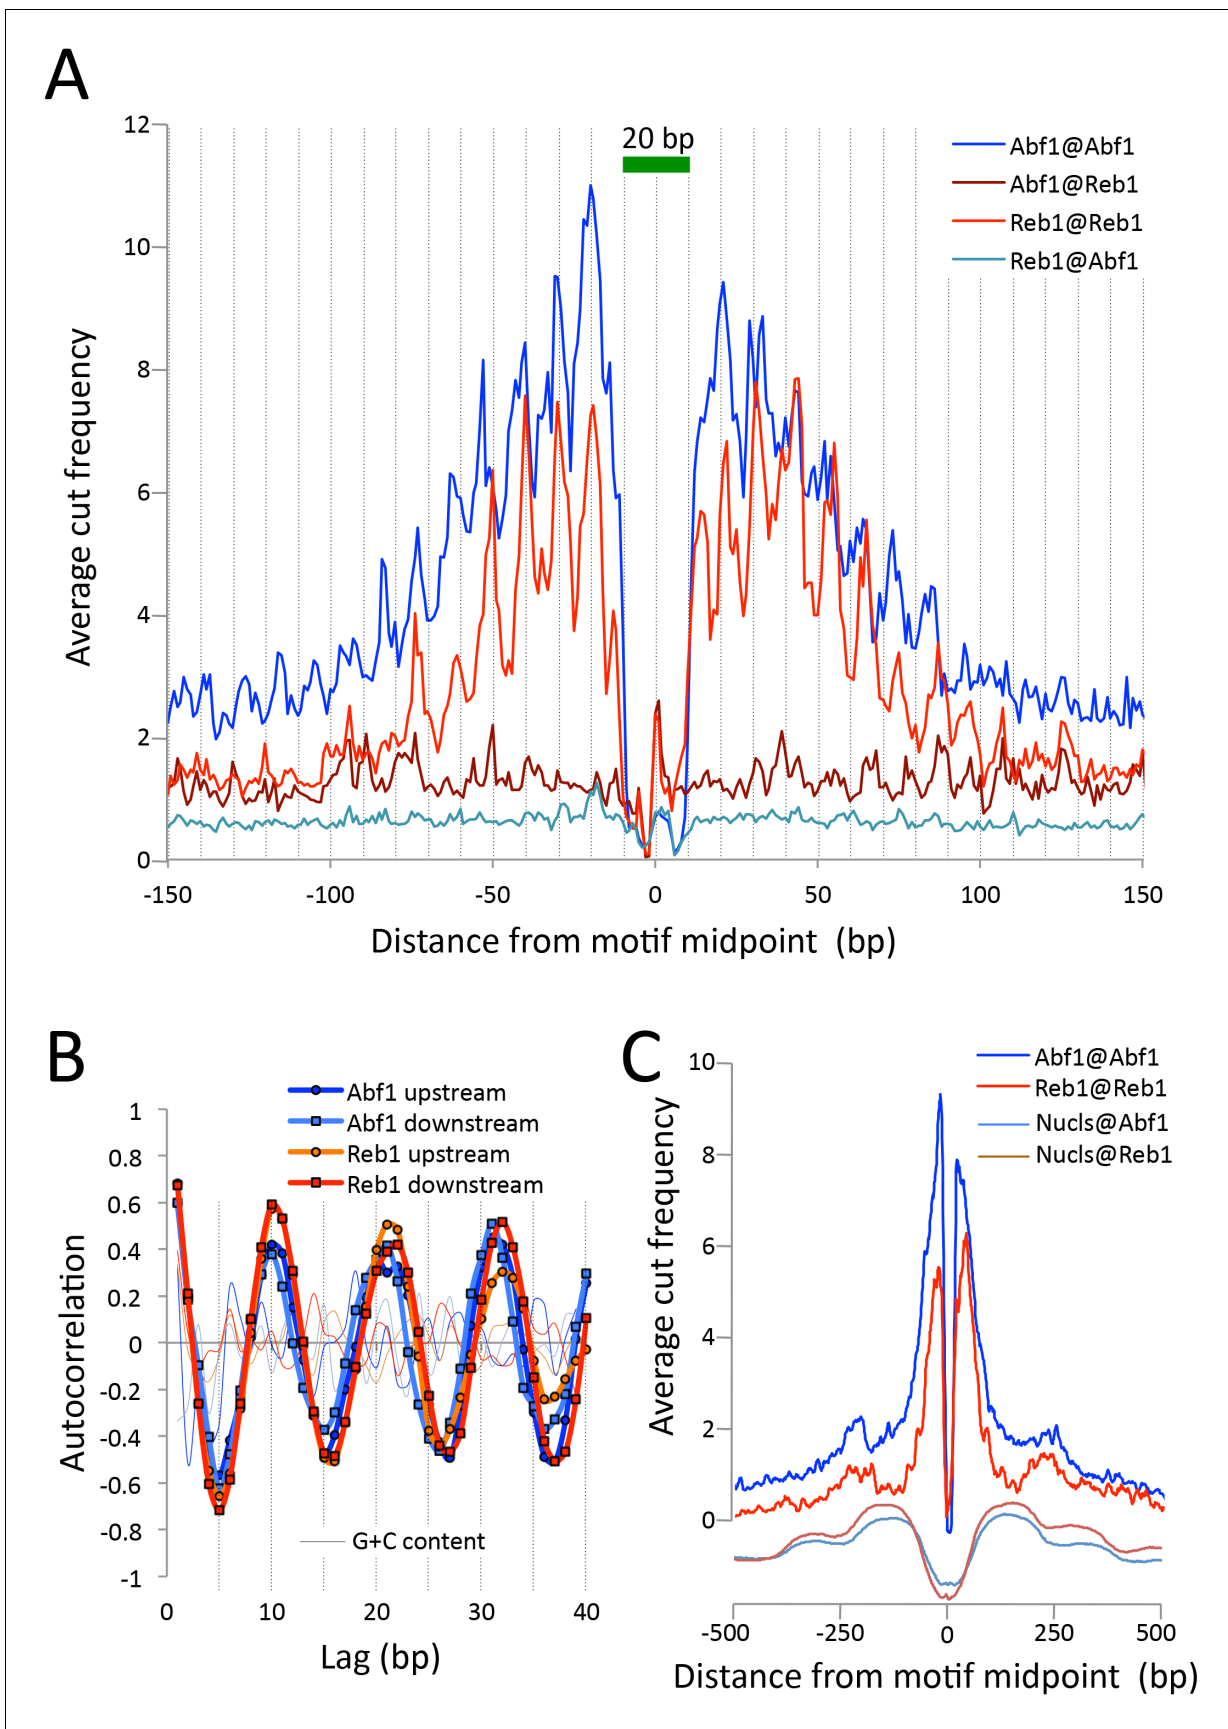 A
12
10
8
6
4
2
0
20 bp
Abf1@Abf1
Abf1@Reb1
Reb1@Reb1
Reb1@Abf1
Average cut frequency
-150 -100 -50 0 50 100 150
Distance from motif midpoint (bp)
B
Abf1 upstream
Abf1 downstream
Reb1 upstream
Reb1 downstream
1
0.8
0.6
0.4
0.2
0
-0.2
-0.4
-0.6
-0.8
-1
Autocorrelation
G+C content
0 10 20 30 40
Lag (bp)
C
10
8
6
4
2
0
Abf1@Abf1
Reb1@Reb1
Nucls@Abf1
Nucls@Reb1
Average cut frequency
-500 -250 0 250 500
Distance from motif midpoint (bp)